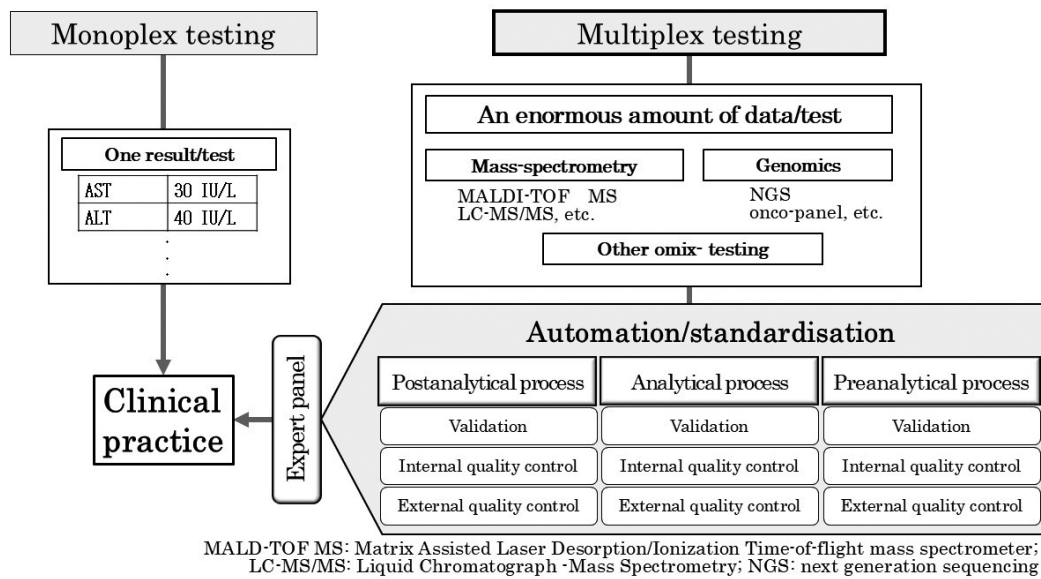 Monoplex testing
One result/test
AST 30 IU/L
ALT 40 IU/L
Multiplex testing
An enormous amount of data/test
Mass-spectrometry
MALDI-TOF MS
LC-MS/MS, etc.
Genomics
NGS
onco-panel, etc.
Other omix- testing
Automation/standardisation
Postanalytical process
Analytical process
Preanalytical process
Validation
Validation
Validation
Internal quality control
Internal quality control
Internal quality control
External quality control
External quality control
External quality control
Expert panel
Clinical
practice
MALD-TOF MS: Matrix Assisted Laser Desorption/Ionization Time-of-flight mass spectrometer;
LC-MS/MS: Liquid Chromatograph -Mass Spectrometry; NGS: next generation sequencing